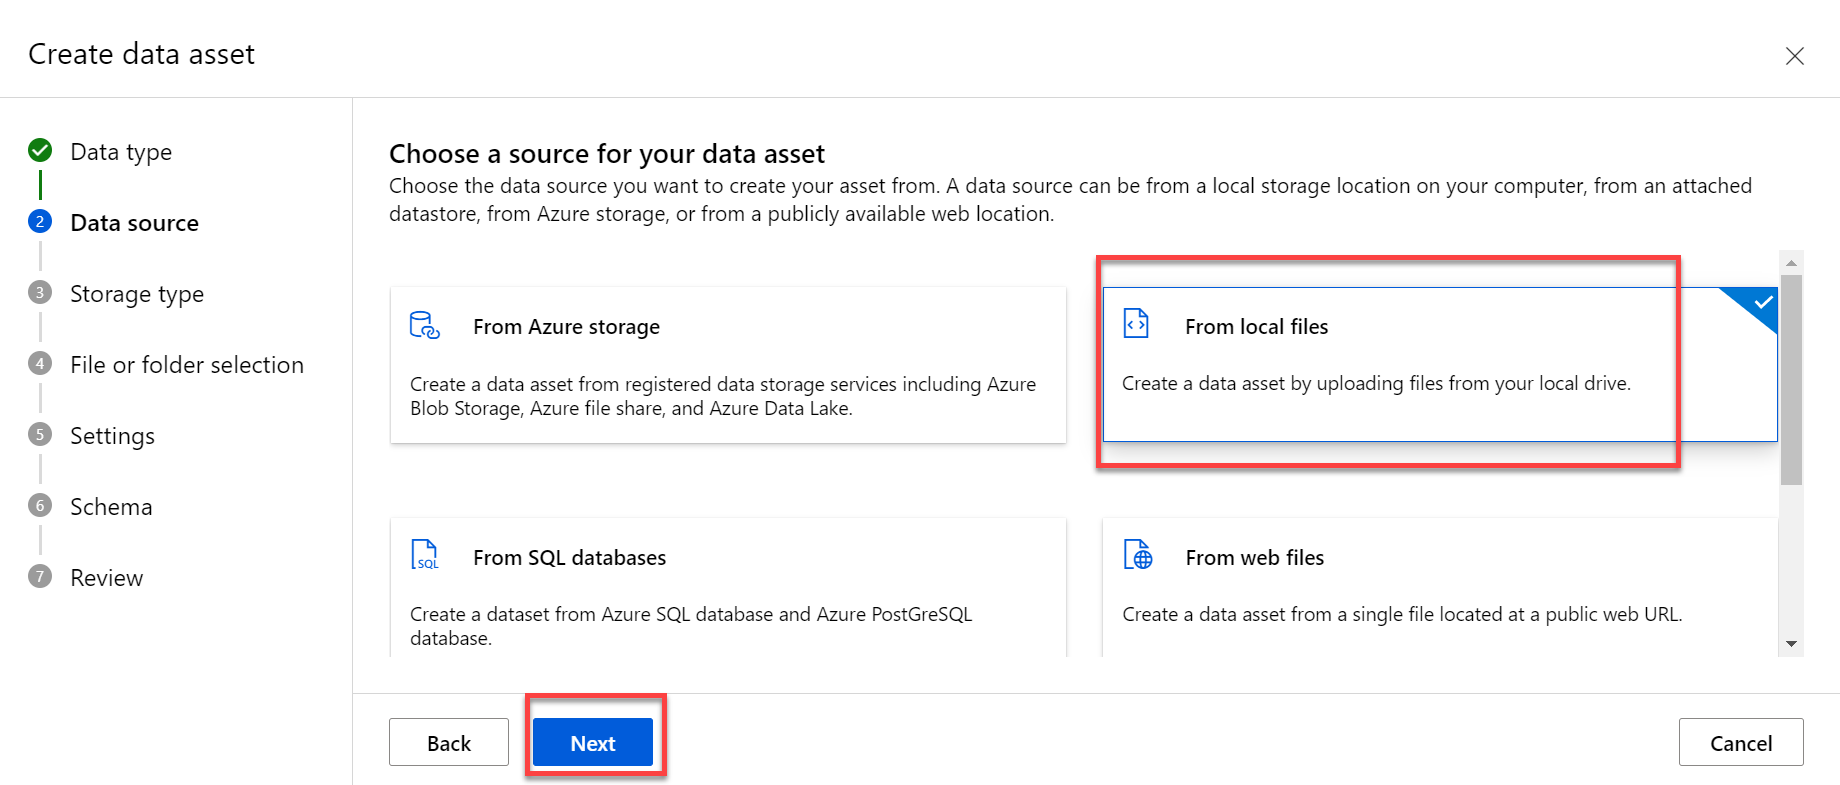 Create data asset
Data type
2 Data source
3 Storage type
4 File or folder selection
5 Settings
6 Schema
7 Review
Choose a source for your data asset
Choose the data source you want to create your asset from. A data source can be from a local storage location on your computer, from an attached
datastore, from Azure storage, or from a publicly available web location.
From Azure storage
Create a data asset from registered data storage services including Azure
Blob Storage, Azure file share, and Azure Data Lake.
From local files
Create a data asset by uploading files from your local drive.
SQL
From SQL databases
Create a dataset from Azure SQL database and Azure PostGreSQL
database.
From web files
Create a data asset from a single file located at a public web URL.
Back
Next
Cancel